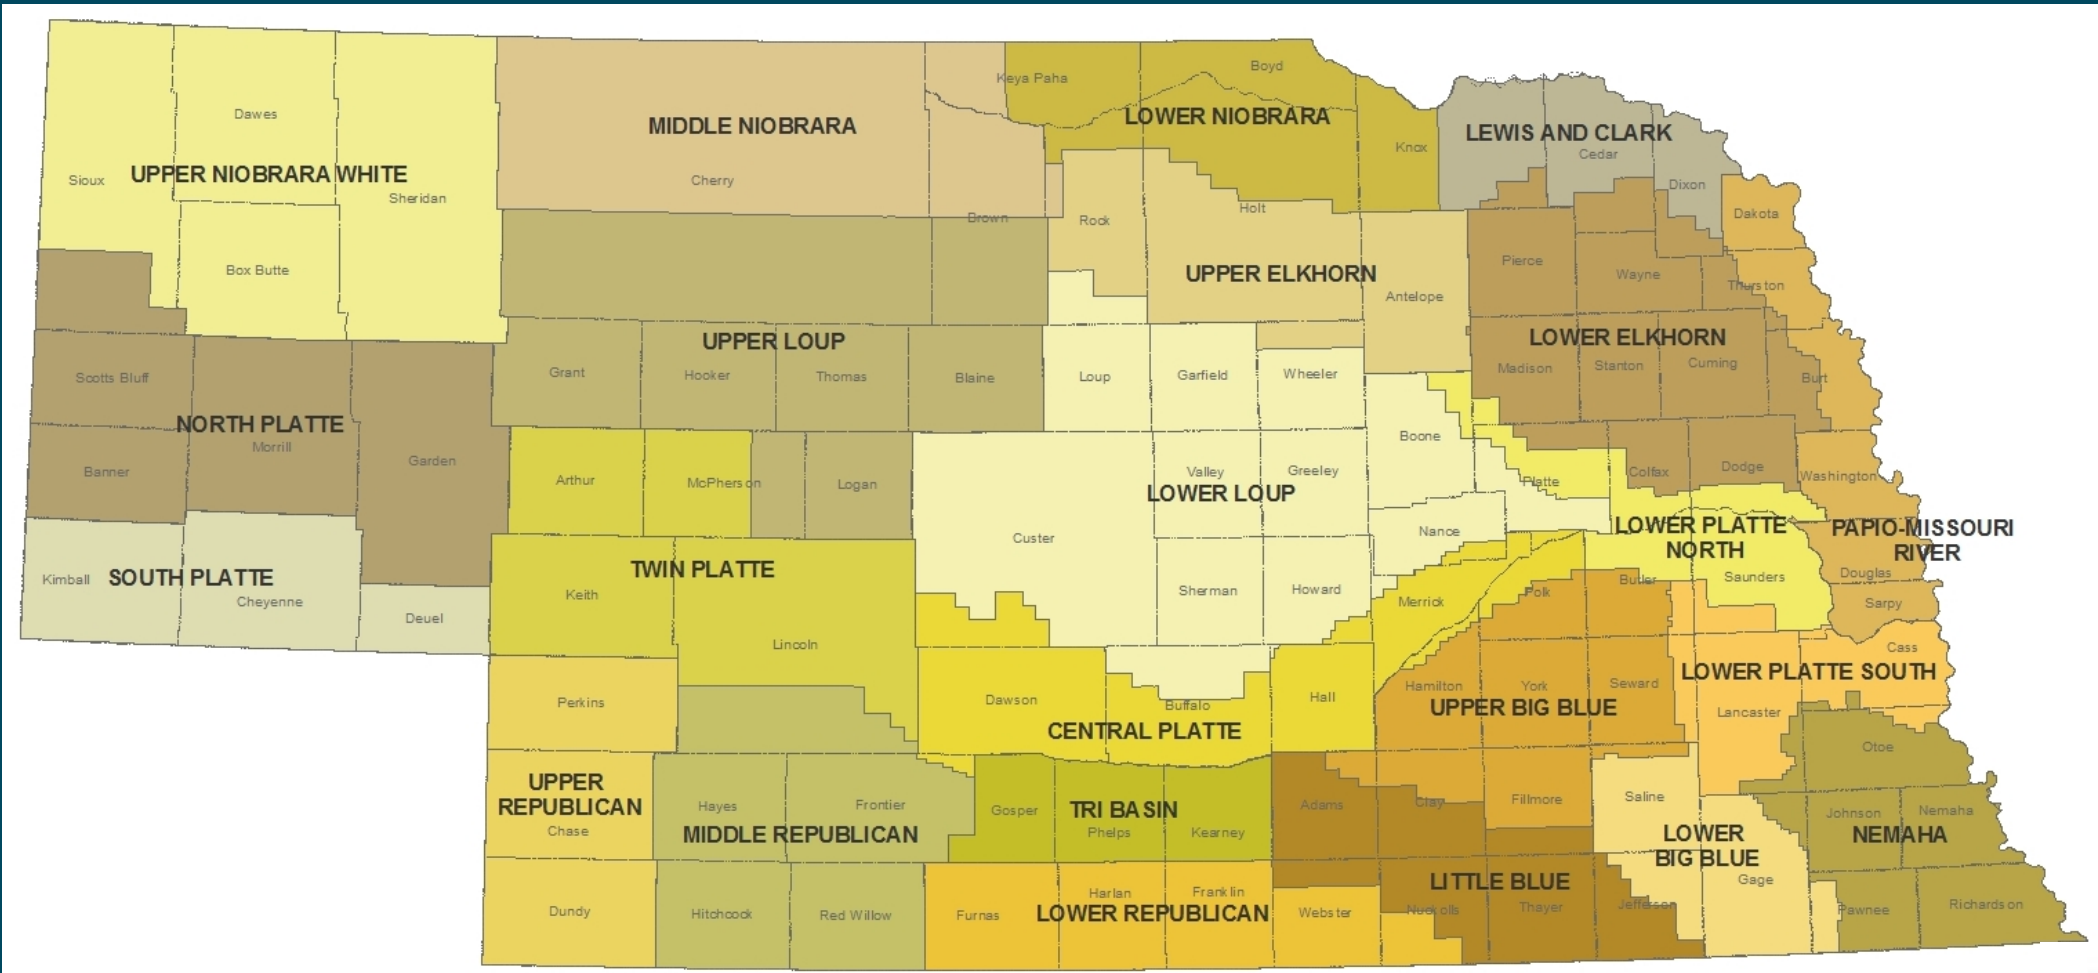 Keya Paha
Boyd
Dawes
MIDDLE NIOBRARA
LOWER NIOBRARA
LEWIS AND CLARK
Knox
Cedar
Sioux
UPPER NIOBRARA WHITE
Sheridan
Cherry
Dixon
Brown
Rock
Holt
Dakota
Box Butte
UPPER ELKHORN
Pierce
Wayne
Thurston
Antelope
UPPER LOUP
LOWER ELKHORN
Scotts Bluff
Grant
Hooker
Thomas
Blaine
Loup
Garfield
Wheeler
Madison
Stanton
Cuming
Burt
NORTH PLATTE
Morrill
Garden
Boone
Banner
Arthur
McPherson
Logan
Valley
Greeley
LOWER LOUP
Platte
Colfax
Dodge
Washington
Custer
Nance
LOWER PLATTE
NORTH
PAPIO-MISSOURI
RIVER
Kimball
SOUTH PLATTE
Cheyenne
TWIN PLATTE
Keith
Sherman
Howard
Merrick
Polk
Butler
Saunders
Douglas
Sarpy
Deuel
Lincoln
Cass
LOWER PLATTE SOUTH
Perkins
Dawson
Buffalo
Hall
Hamilton
York
Seward
Lancaster
CENTRAL PLATTE
UPPER BIG BLUE
Otoe
UPPER
REPUBLICAN
Chase
Hayes
Frontier
MIDDLE REPUBLICAN
Gosper
TRI BASIN
Phelps
Kearney
Adams
Clay
Fillmore
Saline
LOWER
BIG BLUE
Gage
Johnson
Nemaha
NEMAHA
Dundy
Hitchcock
Red Willow
Furnas
Harlan
Franklin
LOWER REPUBLICAN
Webster
LITTLE BLUE
Nuckolls
Thayer
Jefferson
Pawnee
Richardson